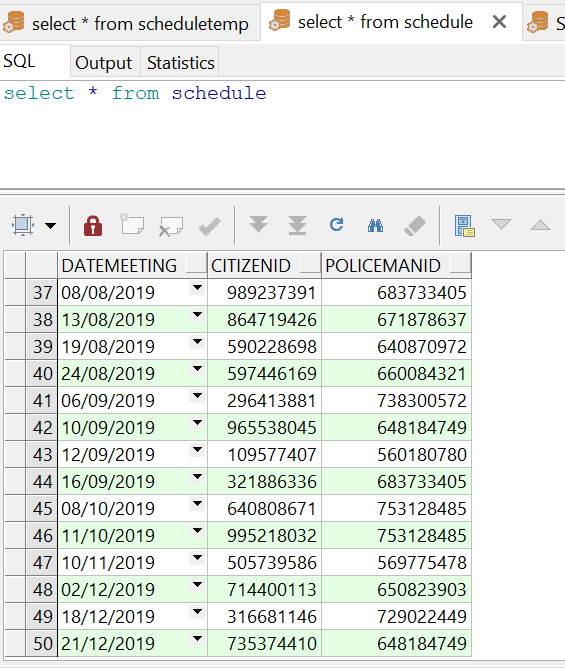 select * from scheduletemp select * from schedule S
SQL Output Statistics
select * from schedule
DATEMEETING CITIZENID POLICEMANID
37 08/08/2019 989237391 683733405
38 13/08/2019 864719426 671878637
39 19/08/2019 590228698 640870972
40 24/08/2019 597446169 660084321
41 06/09/2019 296413881 738300572
42 10/09/2019 965538045 648184749
43 12/09/2019 109577407 560180780
44 16/09/2019 321886336 683733405
45 08/10/2019 640808671 753128485
46 11/10/2019 995218032 753128485
47 10/11/2019 505739586 569775478
48 02/12/2019 714400113 650823903
49 18/12/2019 316681146 729022449
50 21/12/2019 735374410 648184749